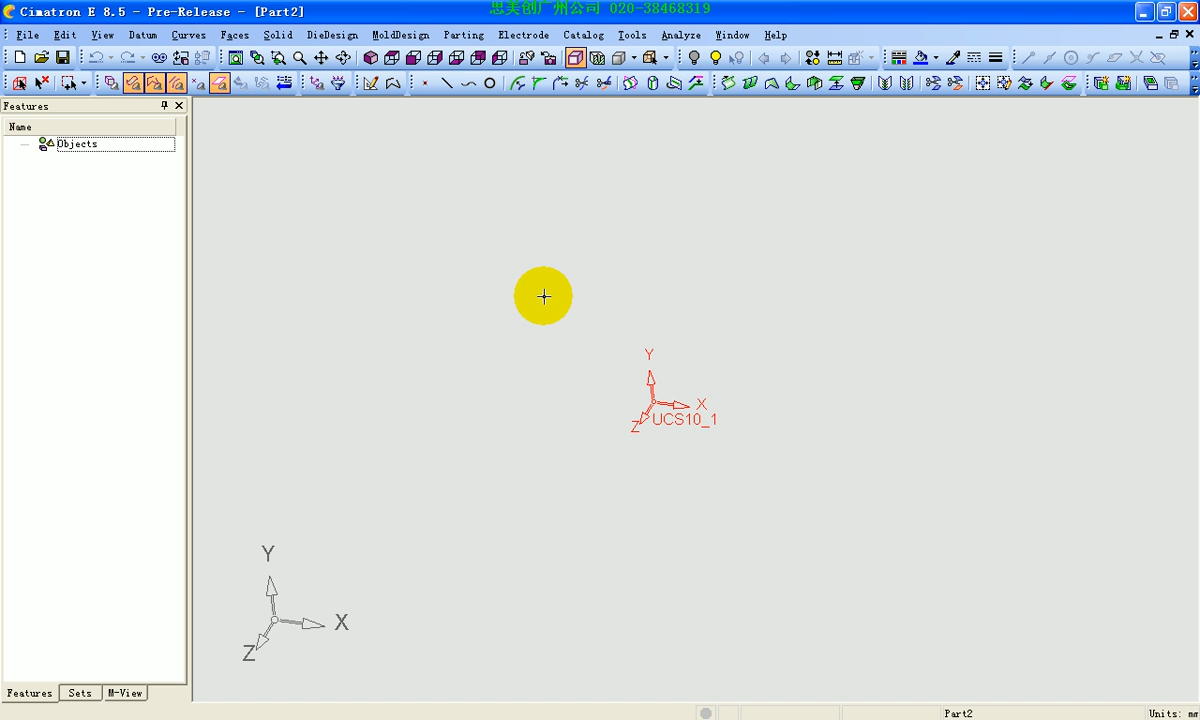 Cimatron E 8.5 - Pre-Release - [Part2]
思美创广州公司 020-38468319
File Edit View Datum Curves Faces Solid DieDesign MoldDesign Parting Electrode Catalog Tools Analyze Window Help
Features
Name
Objects
Y
X
Z
UCS10_1
Y
X
Z
Features Sets M-View
Part2 Units: mm